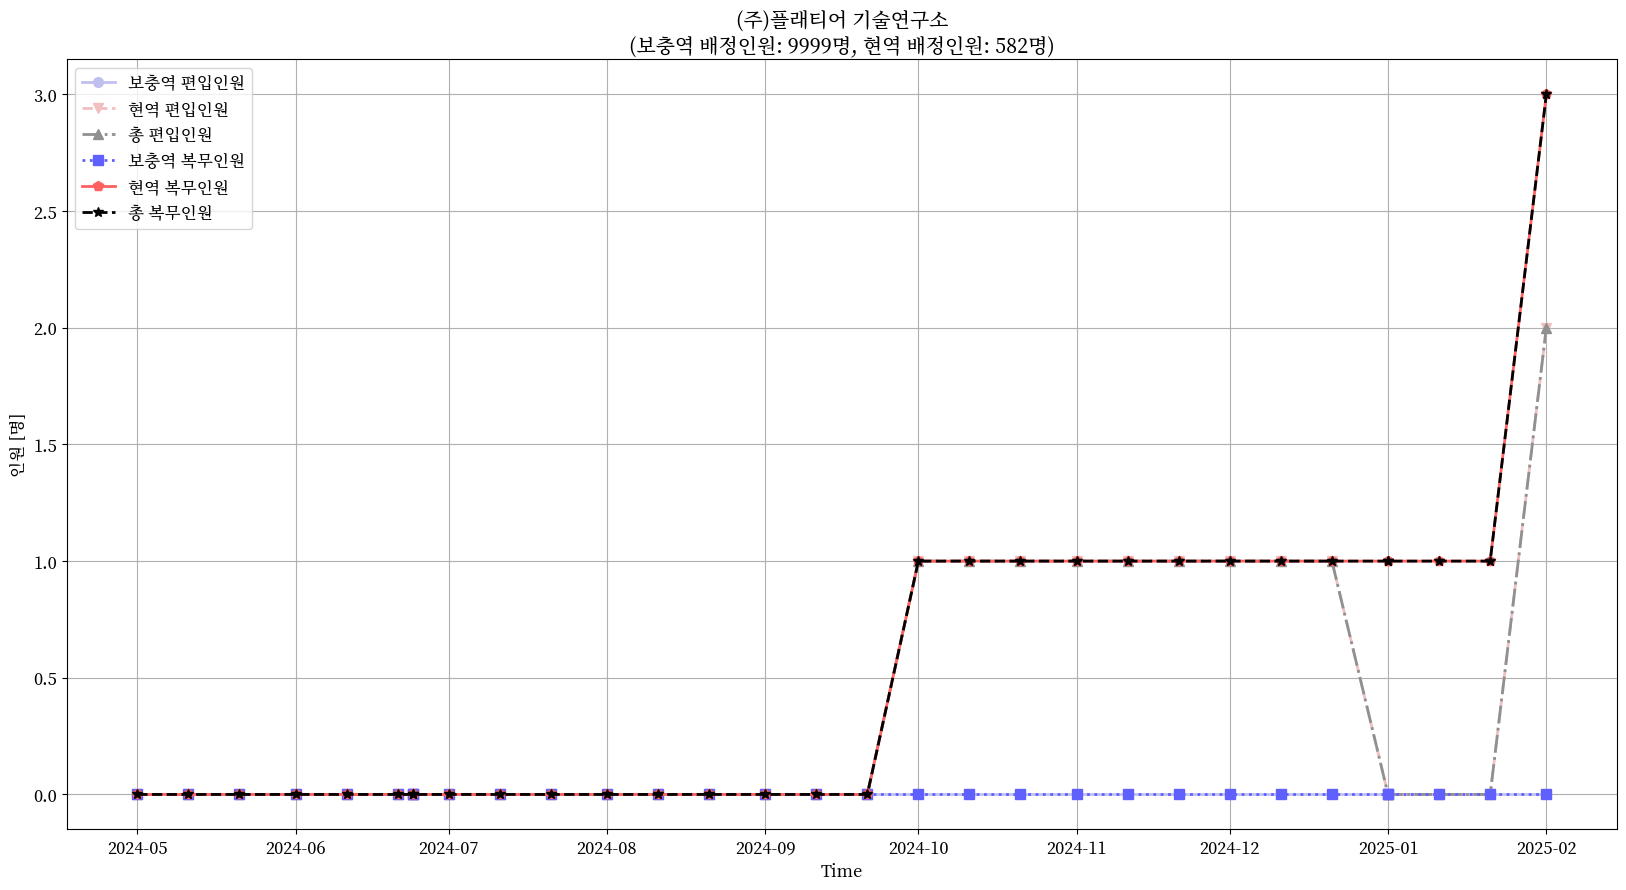 (주)플래티어 기술연구소
(보충역 배정인원: 9999명, 현역 배정인원: 582명)
보충역 편입인원
현역 편입인원
총 편입인원
보충역 복무인원
현역 복무인원
총 복무인원
인원 [명]
3.0
2.5
2.0
1.5
1.0
0.5
0.0
2024-05
2024-06
2024-07
2024-08
2024-09
2024-10
2024-11
2024-12
2025-01
2025-02
Time